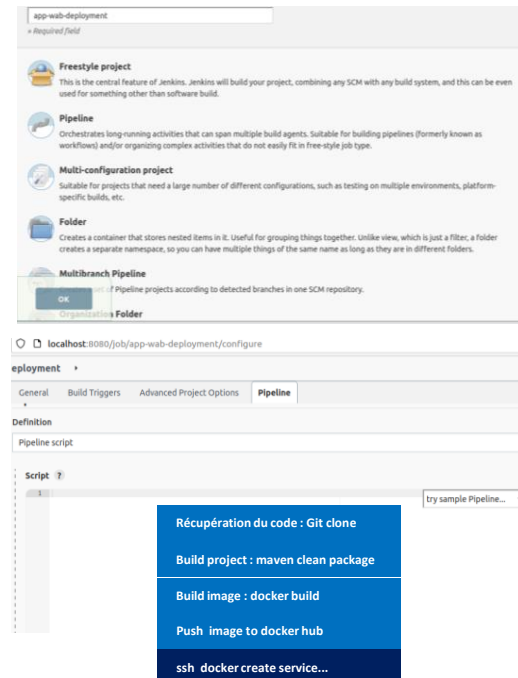 app-wab-deployment
» Required field
Freestyle project
This is the central feature of Jenkins. Jenkins will build your project, combining any SCM with any build system, and this can be even
used for something other than software build.
Pipeline
Orchestrates long-running activities that can span multiple build agents. Suitable for building pipelines (formerly known as
workflows) and/or organizing complex activities that do not easily fit in free-style job type.
Multi-configuration project
Suitable for projects that need a large number of different configurations, such as testing on multiple environments, platform-
specific builds, etc.
Folder
Creates a container that stores nested items in it. Useful for grouping things together. Unlike view, which is just a filter, a folder
creates a separate namespace, so you can have multiple things of the same name as long as they are in different folders.
Multibranch Pipeline
set of Pipeline projects according to detected branches in one SCM repository.
OK
Organization Folder
localhost:8080/job/app-wab-deployment/configure
eployment
General Build Triggers Advanced Project Options Pipeline
Definition
Pipeline script
Script ?
1
try sample Pipeline...
Récupération du code : Git clone
Build project : maven clean package
Build image : docker build
Push image to docker hub
ssh docker create service...